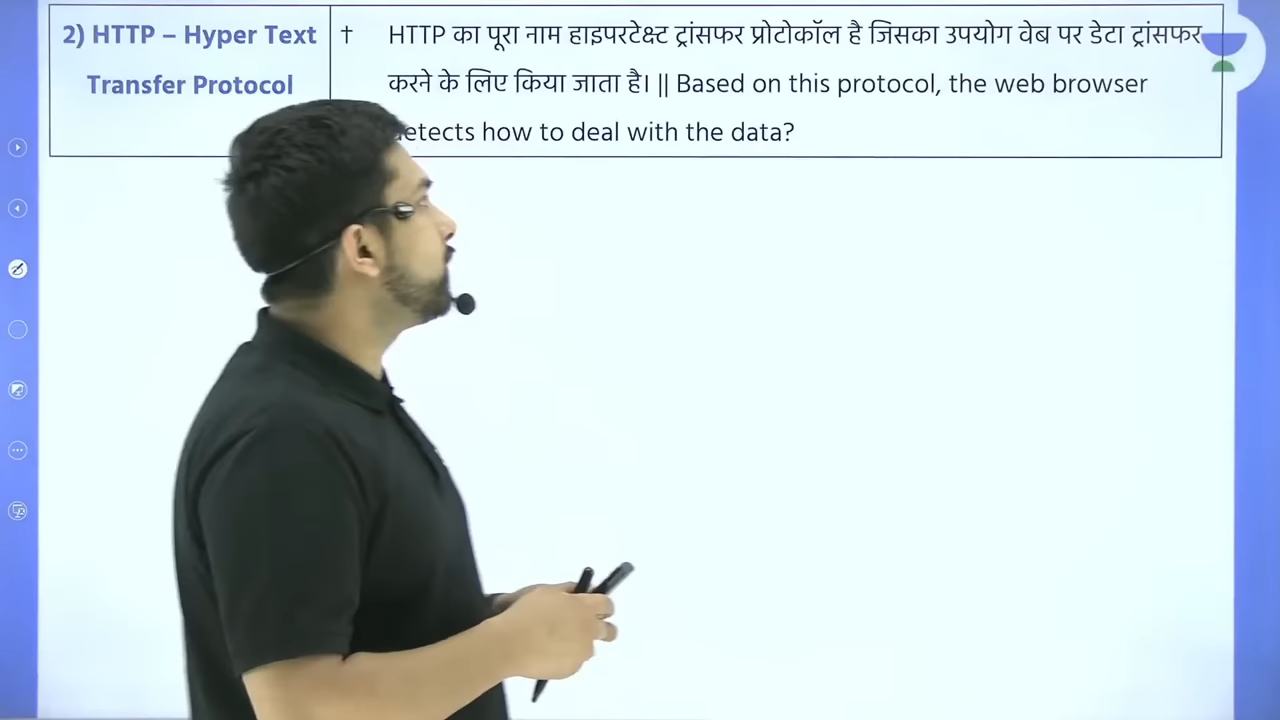 2) HTTP – Hyper Text
Transfer Protocol
† HTTP का पूरा नाम हाइपरटेक्ष्ट ट्रांसफर प्रोटोकॉल है जिसका उपयोग वेब पर डेटा ट्रांसफर
करने के लिए किया जाता है। || Based on this protocol, the web browser
detects how to deal with the data?